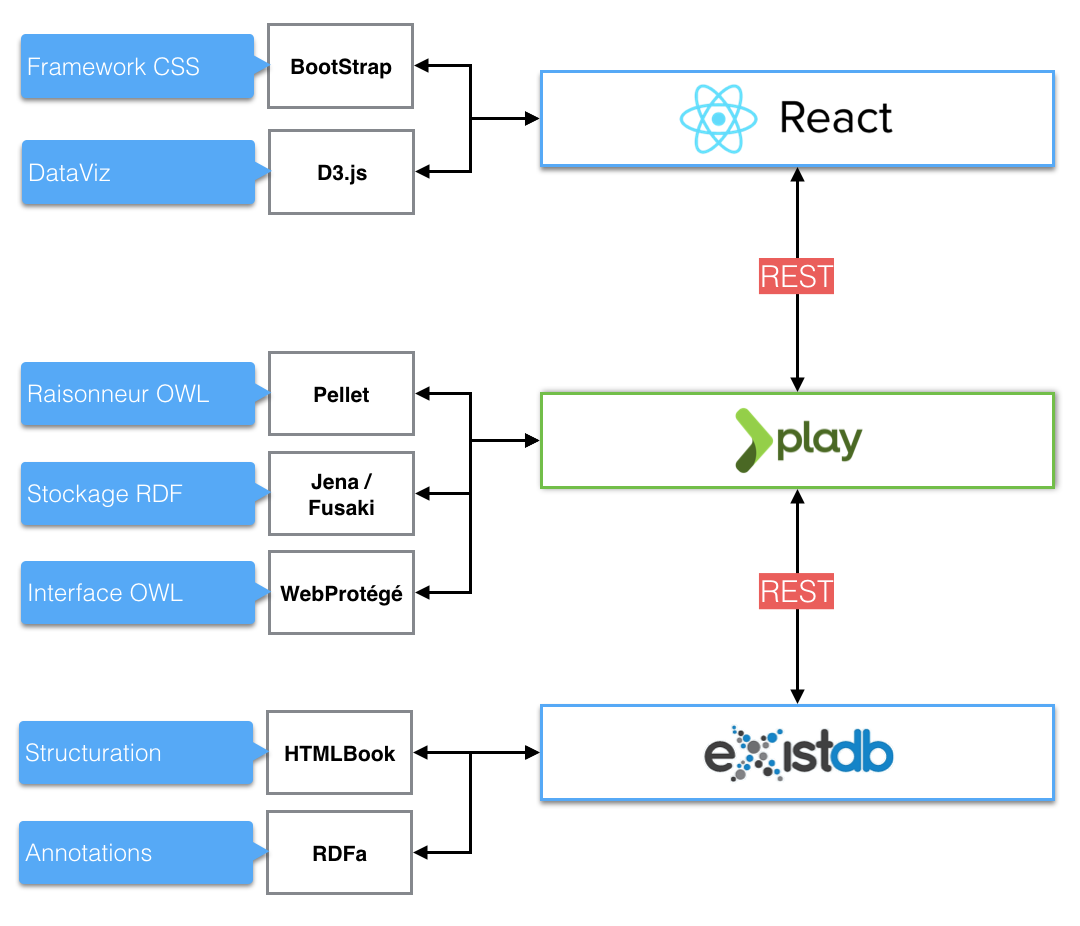 Framework CSS
BootStrap
React
DataViz
D3.js
REST
Raisonneur OWL
Pellet
play
Stockage RDF
Jena /
Fusaki
Interface OWL
WebProtégé
REST
Structuration
HTMLBook
eXistdb
Annotations
RDFa